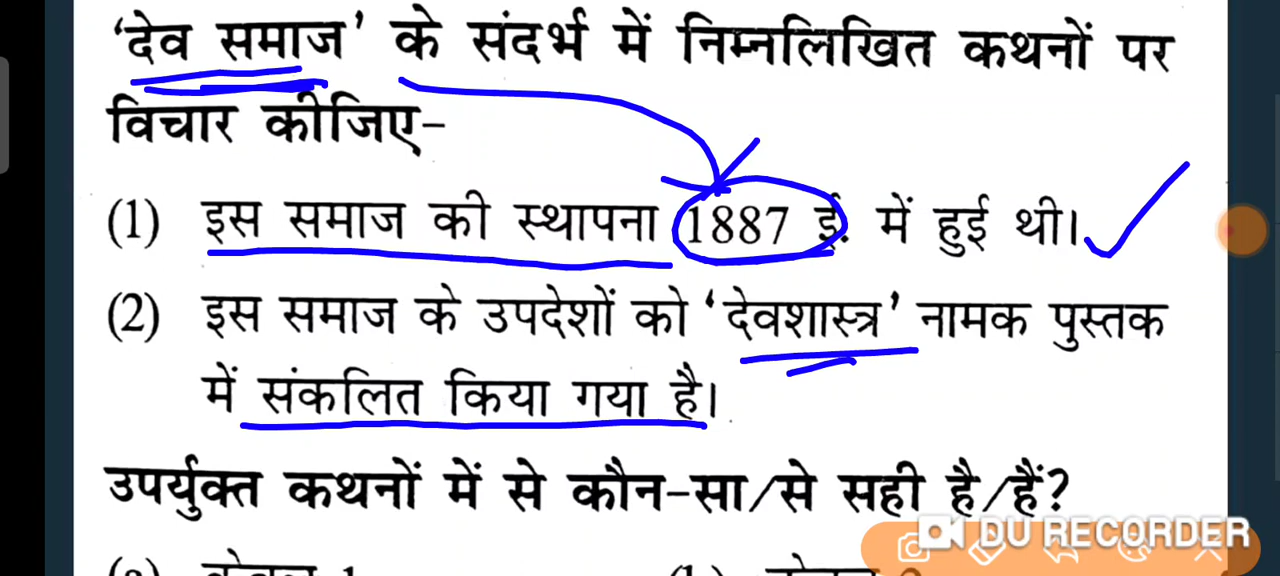 ‘देव समाज’ के संदर्भ में निम्नलिखित कथनों पर
विचार कीजिए-
(1) इस समाज की स्थापना 1887 ई. में हुई थी।
(2) इस समाज के उपदेशों को ‘देवशास्त्र’ नामक पुस्तक
में संकलित किया गया है।
उपर्युक्त कथनों में से कौन-सा/से सही है/हैं?
DU RECORDER